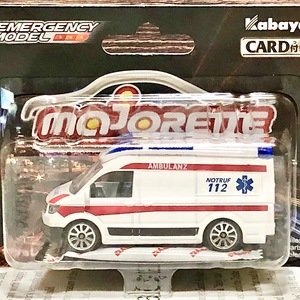 EMERGENCY
MODEL
Kabaya
CARD付
majorette
AMBULANZ
NOTRUF
112